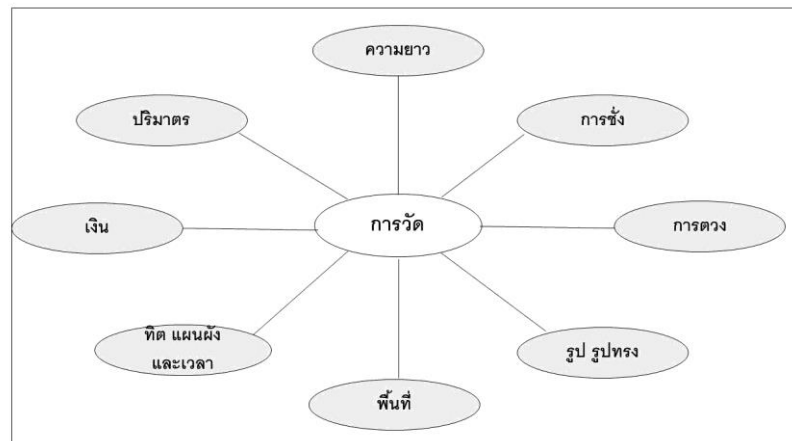 ความยาว
ปริมาตร
การชั่ง
เงิน
การวัด
การตวง
ทิต แผนผัง
และเวลา
รูป รูปทรง
พื้นที่